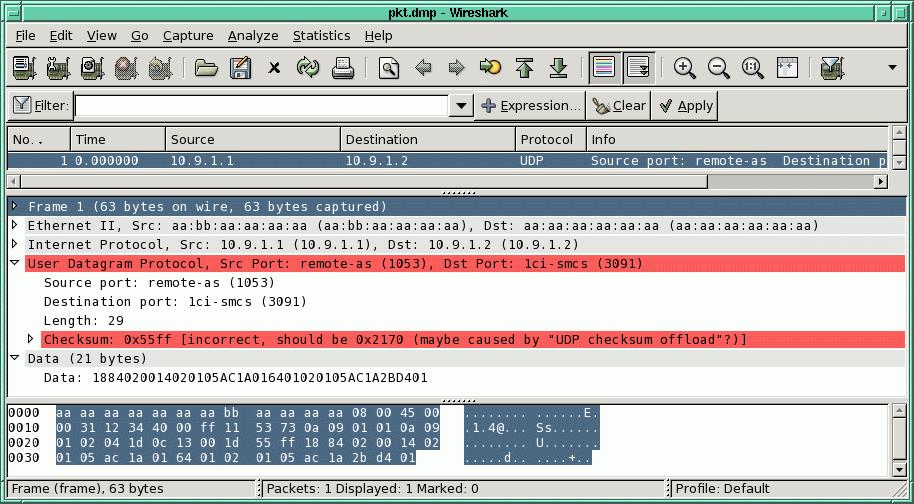 pkt.dmp - Wireshark
File Edit View Go Capture Analyze Statistics Help
Filter: Expression... Clear Apply
No. . Time Source Destination Protocol Info
1 0.000000 10.9.1.1 10.9.1.2 UDP Source port: remote-as Destination p
Frame 1 (63 bytes on wire, 63 bytes captured)
Ethernet II, Src: aa:bb:aa:aa:aa:aa (aa:bb:aa:aa:aa:aa), Dst: aa:aa:aa:aa:aa:aa (aa:aa:aa:aa:aa:aa)
Internet Protocol, Src: 10.9.1.1 (10.9.1.1), Dst: 10.9.1.2 (10.9.1.2)
User Datagram Protocol, Src Port: remote-as (1053), Dst Port: 1ci-smcs (3091)
Source port: remote-as (1053)
Destination port: 1ci-smcs (3091)
Length: 29
Checksum: 0x55ff [incorrect, should be 0x2170 (maybe caused by "UDP checksum offload"?)]
Data (21 bytes)
Data: 1884020014020105AC1A016401020105AC1A2BD401
0000 aa aa aa aa aa aa aa bb aa aa aa aa 08 00 45 00 ........ ......E.
0010 00 31 12 34 40 00 ff 11 53 73 0a 09 01 01 0a 09 .1.4@... Ss......
0020 01 02 04 1d 0c 13 00 1d 55 ff 18 84 02 00 14 02 ........ U.......
0030 01 05 ac 1a 01 64 01 02 01 05 ac 1a 2b d4 01 .....d.. ....+..
Frame (frame), 63 bytes Packets: 1 Displayed: 1 Marked: 0 Profile: Default